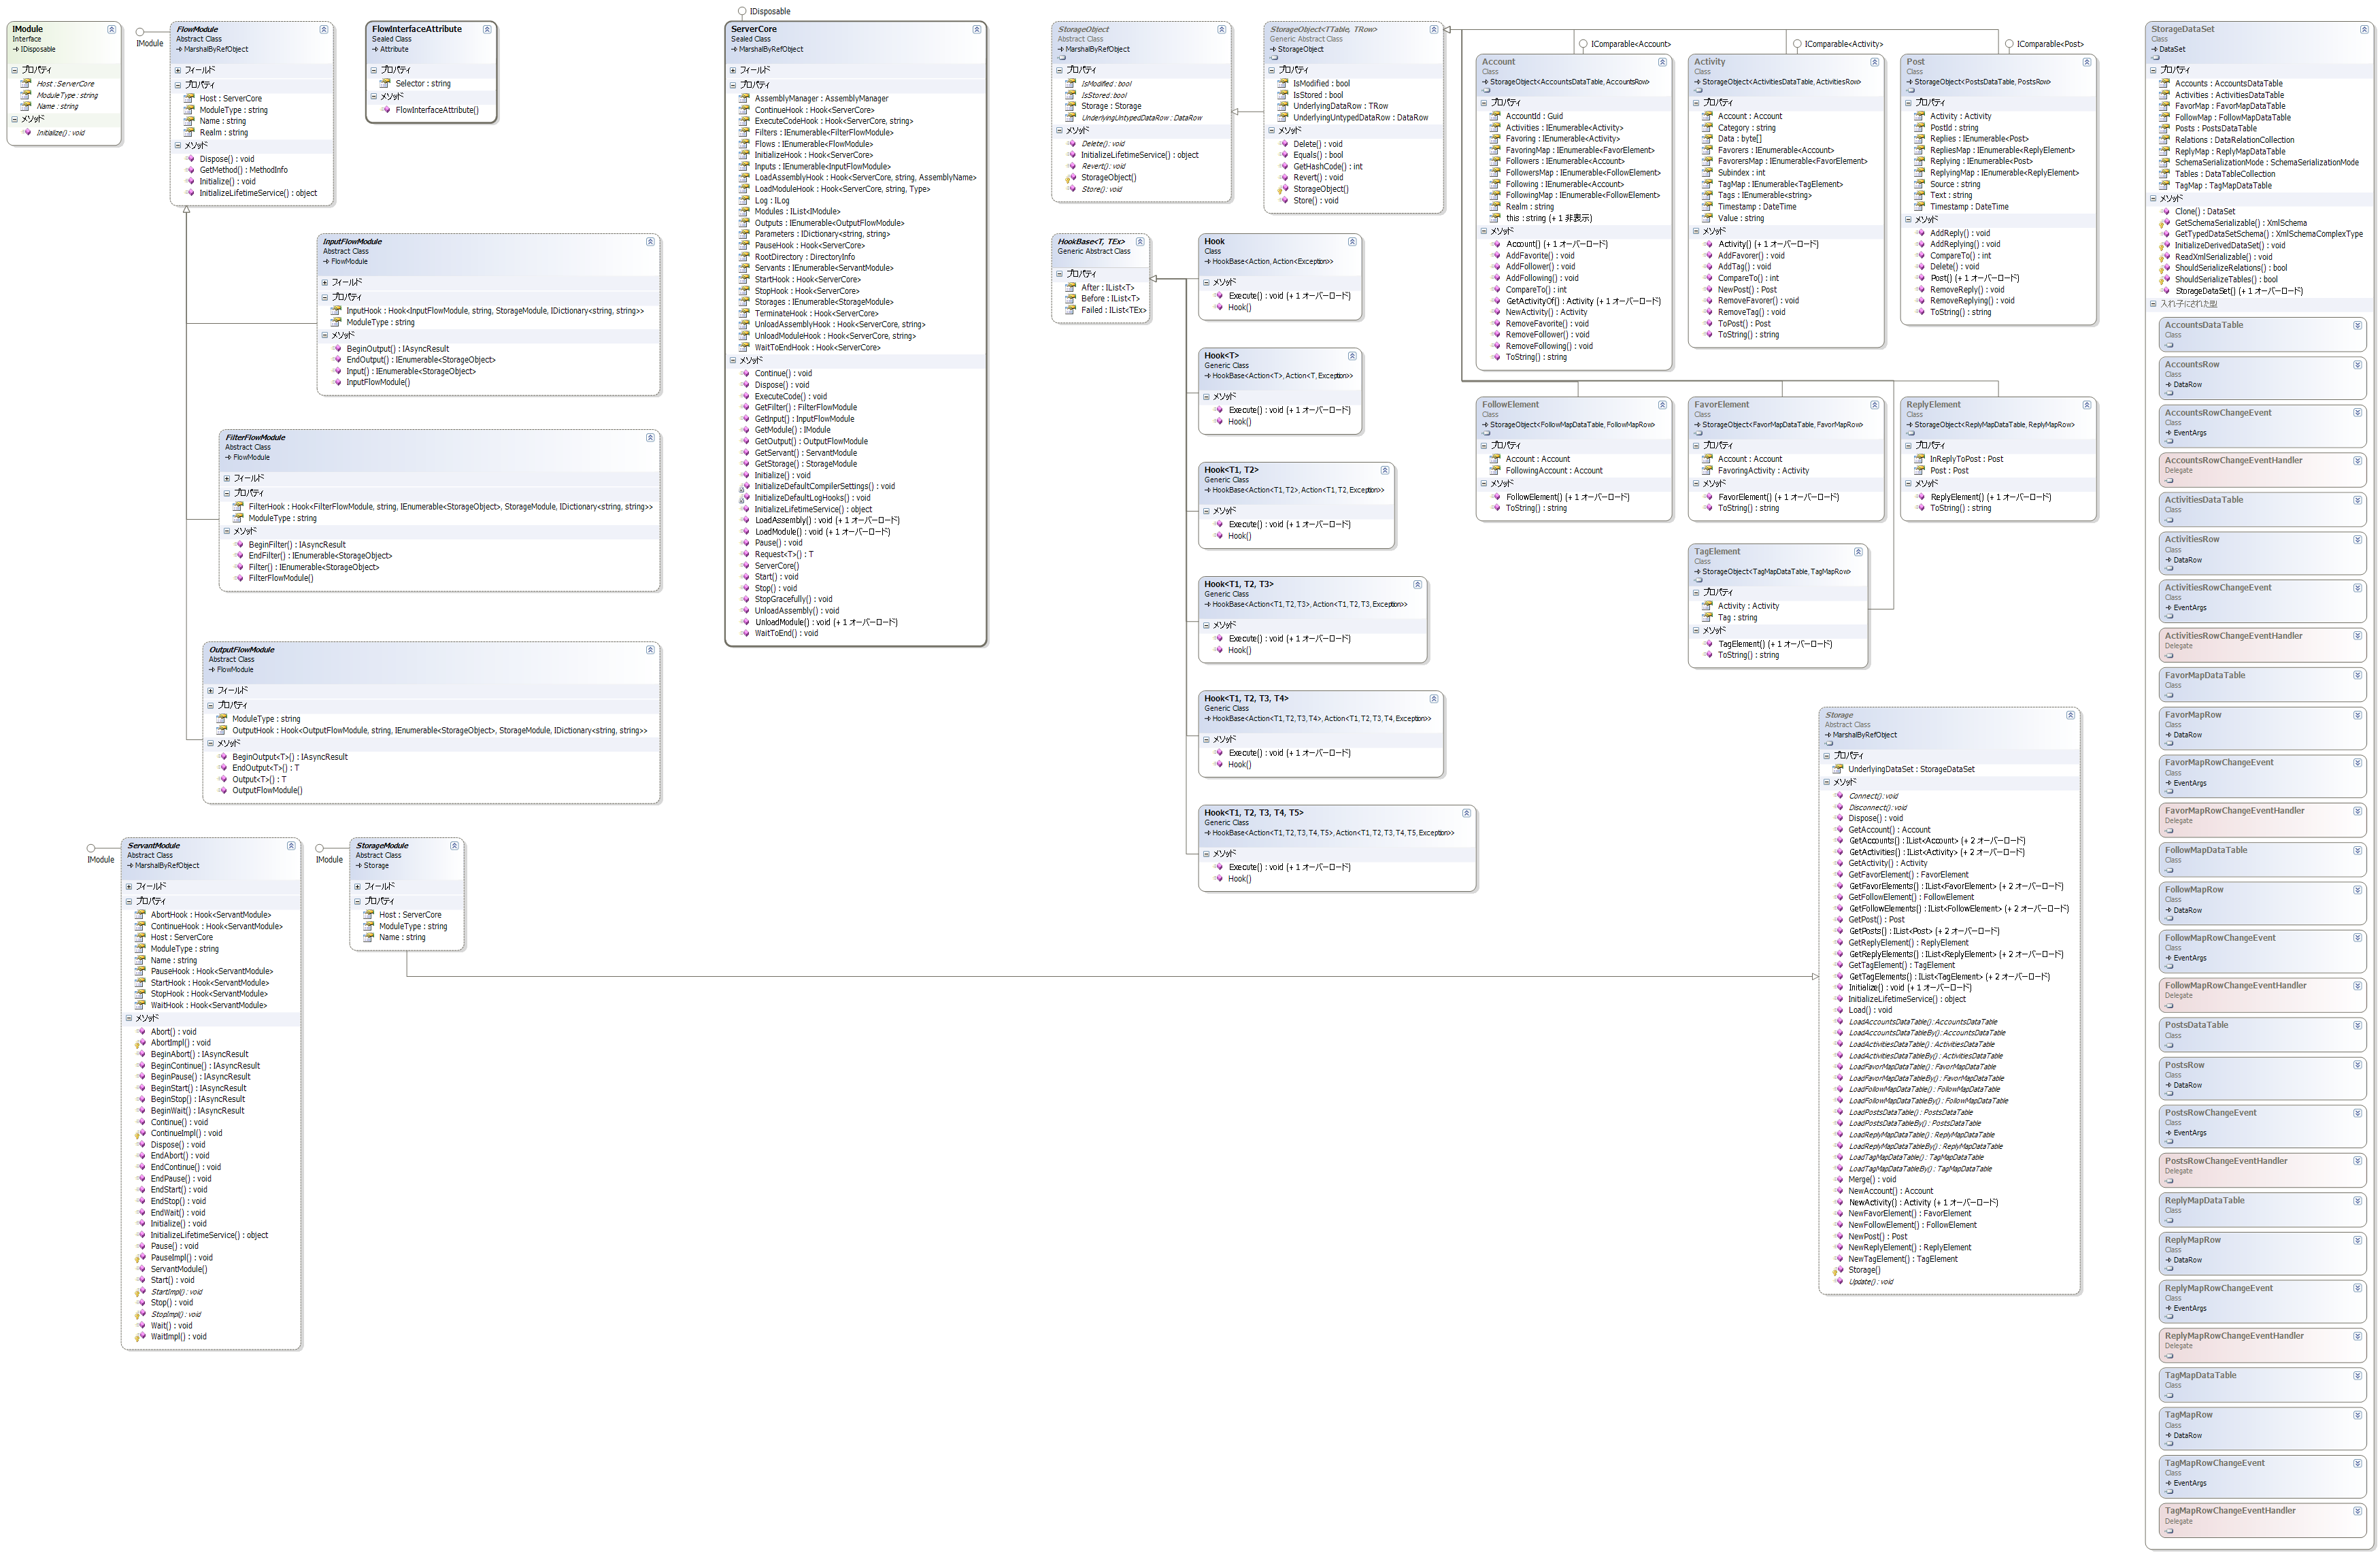 IModule
Interface
IDisposable
プロパティ
Host : ServerCore
ModuleType : string
Name : string
メソッド
Initialize() : void
IModule
FlowModule
Abstract Class
MarshalByRefObject
フィールド
プロパティ
Host : ServerCore
ModuleType : string
Name : string
Realm : string
メソッド
Dispose() : void
GetMethod() : MethodInfo
Initialize() : void
InitializeLifetimeService() : object
FlowInterfaceAttribute
Sealed Class
Attribute
プロパティ
Selector : string
メソッド
FlowInterfaceAttribute()
InputFlowModule
Abstract Class
FlowModule
フィールド
プロパティ
InputHook : Hook<InputFlowModule, string, StorageModule, IDictionary<string, string>>
ModuleType : string
メソッド
BeginOutput() : IAsyncResult
EndOutput() : IEnumerable<StorageObject>
Input() : IEnumerable<StorageObject>
InputFlowModule()
FilterFlowModule
Abstract Class
FlowModule
フィールド
プロパティ
FilterHook : Hook<FilterFlowModule, string, IEnumerable<StorageObject>, StorageModule, IDictionary<string, string>>
ModuleType : string
メソッド
BeginFilter() : IAsyncResult
EndFilter() : IEnumerable<StorageObject>
Filter() : IEnumerable<StorageObject>
FilterFlowModule()
OutputFlowModule
Abstract Class
FlowModule
フィールド
プロパティ
ModuleType : string
OutputHook : Hook<OutputFlowModule, string, IEnumerable<StorageObject>, StorageModule, IDictionary<string, string>>
メソッド
BeginOutput<T>() : IAsyncResult
EndOutput<T>() : T
Output<T>() : T
OutputFlowModule()
IModule
ServantModule
Abstract Class
MarshalByRefObject
フィールド
プロパティ
AbortHook : Hook<ServantModule>
ContinueHook : Hook<ServantModule>
Host : ServerCore
ModuleType : string
Name : string
PauseHook : Hook<ServantModule>
StartHook : Hook<ServantModule>
StopHook : Hook<ServantModule>
WaitHook : Hook<ServantModule>
メソッド
Abort() : void
AbortImpl() : void
BeginAbort() : IAsyncResult
BeginContinue() : IAsyncResult
BeginPause() : IAsyncResult
BeginStart() : IAsyncResult
BeginStop() : IAsyncResult
BeginWait() : IAsyncResult
Continue() : void
ContinueImpl() : void
Dispose() : void
EndAbort() : void
EndContinue() : void
EndPause() : void
EndStart() : void
EndStop() : void
EndWait() : void
Initialize() : void
InitializeLifetimeService() : object
Pause() : void
PauseImpl() : void
ServantModule()
Start() : void
StartImpl() : void
Stop() : void
StopImpl() : void
Wait() : void
WaitImpl() : void
IModule
StorageModule
Abstract Class
Storage
フィールド
プロパティ
Host : ServerCore
ModuleType : string
Name : string
IDisposable
ServerCore
Sealed Class
MarshalByRefObject
フィールド
プロパティ
AssemblyManager : AssemblyManager
ContinueHook : Hook<ServerCore>
ExecuteCodeHook : Hook<ServerCore, string>
Filters : IEnumerable<FilterFlowModule>
Flows : IEnumerable<FlowModule>
InitializeHook : Hook<ServerCore>
Inputs : IEnumerable<InputFlowModule>
LoadAssemblyHook : Hook<ServerCore, string, AssemblyName>
LoadModuleHook : Hook<ServerCore, string, Type>
Log : ILog
Modules : IList<IModule>
Outputs : IEnumerable<OutputFlowModule>
Parameters : IDictionary<string, string>
PauseHook : Hook<ServerCore>
RootDirectory : DirectoryInfo
Servants : IEnumerable<ServantModule>
StartHook : Hook<ServerCore>
StopHook : Hook<ServerCore>
Storages : IEnumerable<StorageModule>
TerminateHook : Hook<ServerCore>
UnloadAssemblyHook : Hook<ServerCore, string>
UnloadModuleHook : Hook<ServerCore, string>
WaitToEndHook : Hook<ServerCore>
メソッド
Continue() : void
Dispose() : void
ExecuteCode() : void
GetFilter() : FilterFlowModule
GetInput() : InputFlowModule
GetModule() : IModule
GetOutput() : OutputFlowModule
GetServant() : ServantModule
GetStorage() : StorageModule
Initialize() : void
InitializeDefaultCompilerSettings() : void
InitializeDefaultLogHooks() : void
InitializeLifetimeService() : object
LoadAssembly() : void (+ 1 オーバーロード)
LoadModule() : void (+ 1 オーバーロード)
Pause() : void
Request<T>() : T
ServerCore()
Start() : void
Stop() : void
StopGracefully() : void
UnloadAssembly() : void
UnloadModule() : void (+ 1 オーバーロード)
WaitToEnd() : void
StorageObject
Abstract Class
MarshalByRefObject
プロパティ
IsModified : bool
IsStored : bool
Storage : Storage
UnderlyingUntypedDataRow : DataRow
メソッド
Delete() : void
InitializeLifetimeService() : object
Revert() : void
StorageObject()
Store() : void
StorageObject<TTable, TRow>
Generic Abstract Class
StorageObject
プロパティ
IsModified : bool
IsStored : bool
UnderlyingDataRow : TRow
UnderlyingUntypedDataRow : DataRow
メソッド
Delete() : void
Equals() : bool
GetHashCode() : int
Revert() : void
StorageObject()
Store() : void
HookBase<T, TEx>
Generic Abstract Class
プロパティ
After : IList<T>
Before : IList<T>
Failed : IList<TEx>
Hook
Class
HookBase<Action, Action<Exception>>
メソッド
Execute() : void (+ 1 オーバーロード)
Hook()
Hook<T>
Generic Class
HookBase<Action<T>, Action<T, Exception>>
メソッド
Execute() : void (+ 1 オーバーロード)
Hook()
Hook<T1, T2>
Generic Class
HookBase<Action<T1, T2>, Action<T1, T2, Exception>>
メソッド
Execute() : void (+ 1 オーバーロード)
Hook()
Hook<T1, T2, T3>
Generic Class
HookBase<Action<T1, T2, T3>, Action<T1, T2, T3, Exception>>
メソッド
Execute() : void (+ 1 オーバーロード)
Hook()
Hook<T1, T2, T3, T4>
Generic Class
HookBase<Action<T1, T2, T3, T4>, Action<T1, T2, T3, T4, Exception>>
メソッド
Execute() : void (+ 1 オーバーロード)
Hook()
Hook<T1, T2, T3, T4, T5>
Generic Class
HookBase<Action<T1, T2, T3, T4, T5>, Action<T1, T2, T3, T4, T5, Exception>>
メソッド
Execute() : void (+ 1 オーバーロード)
Hook()
IComparable<Account>
Account
Class
StorageObject<AccountsDataTable, AccountsRow>
プロパティ
AccountId : Guid
Activities : IEnumerable<Activity>
Favoring : IEnumerable<Activity>
FavoringMap : IEnumerable<FavorElement>
Followers : IEnumerable<Account>
FollowersMap : IEnumerable<FollowElement>
Following : IEnumerable<Account>
FollowingMap : IEnumerable<FollowElement>
Realm : string
this : string (+ 1 非表示)
メソッド
Account() (+ 1 オーバーロード)
AddFavorite() : void
AddFollower() : void
AddFollowing() : void
CompareTo() : int
GetActivityOf() : Activity (+ 1 オーバーロード)
NewActivity() : Activity
RemoveFavorite() : void
RemoveFollower() : void
RemoveFollowing() : void
ToString() : string
IComparable<Activity>
Activity
Class
StorageObject<ActivitiesDataTable, ActivitiesRow>
プロパティ
Account : Account
Category : string
Data : byte[]
Favorers : IEnumerable<Account>
FavorersMap : IEnumerable<FavorElement>
Subindex : int
TagMap : IEnumerable<TagElement>
Tags : IEnumerable<string>
Timestamp : DateTime
Value : string
メソッド
Activity() (+ 1 オーバーロード)
AddFavorer() : void
AddTag() : void
CompareTo() : int
NewPost() : Post
RemoveFavorer() : void
RemoveTag() : void
ToPost() : Post
ToString() : string
IComparable<Post>
Post
Class
StorageObject<PostsDataTable, PostsRow>
プロパティ
Activity : Activity
PostId : string
Replies : IEnumerable<Post>
RepliesMap : IEnumerable<ReplyElement>
Replying : IEnumerable<Post>
ReplyingMap : IEnumerable<ReplyElement>
Source : string
Text : string
Timestamp : DateTime
メソッド
AddReply() : void
AddReplying() : void
CompareTo() : int
Delete() : void
Post() (+ 1 オーバーロード)
RemoveReply() : void
RemoveReplying() : void
ToString() : string
FollowElement
Class
StorageObject<FollowMapDataTable, FollowMapRow>
プロパティ
Account : Account
FollowingAccount : Account
メソッド
FollowElement() (+ 1 オーバーロード)
ToString() : string
FavorElement
Class
StorageObject<FavorMapDataTable, FavorMapRow>
プロパティ
Account : Account
FavoringActivity : Activity
メソッド
FavorElement() (+ 1 オーバーロード)
ToString() : string
ReplyElement
Class
StorageObject<ReplyMapDataTable, ReplyMapRow>
プロパティ
InReplyToPost : Post
Post : Post
メソッド
ReplyElement() (+ 1 オーバーロード)
ToString() : string
TagElement
Class
StorageObject<TagMapDataTable, TagMapRow>
プロパティ
Activity : Activity
Tag : string
メソッド
TagElement() (+ 1 オーバーロード)
ToString() : string
Storage
Abstract Class
MarshalByRefObject
プロパティ
UnderlyingDataSet : StorageDataSet
メソッド
Connect() : void
Disconnect() : void
Dispose() : void
GetAccount() : Account
GetAccounts() : IList<Account> (+ 2 オーバーロード)
GetActivities() : IList<Activity> (+ 2 オーバーロード)
GetActivity() : Activity
GetFavorElement() : FavorElement
GetFavorElements() : IList<FavorElement> (+ 2 オーバーロード)
GetFollowElement() : FollowElement
GetFollowElements() : IList<FollowElement> (+ 2 オーバーロード)
GetPost() : Post
GetPosts() : IList<Post> (+ 2 オーバーロード)
GetReplyElement() : ReplyElement
GetReplyElements() : IList<ReplyElement> (+ 2 オーバーロード)
GetTagElement() : TagElement
GetTagElements() : IList<TagElement> (+ 2 オーバーロード)
Initialize() : void (+ 1 オーバーロード)
InitializeLifetimeService() : object
Load() : void
LoadAccountsDataTable() : AccountsDataTable
LoadAccountsDataTableBy() : AccountsDataTable
LoadActivitiesDataTable() : ActivitiesDataTable
LoadActivitiesDataTableBy() : ActivitiesDataTable
LoadFavorMapDataTable() : FavorMapDataTable
LoadFavorMapDataTableBy() : FavorMapDataTable
LoadFollowMapDataTable() : FollowMapDataTable
LoadFollowMapDataTableBy() : FollowMapDataTable
LoadPostsDataTable() : PostsDataTable
LoadPostsDataTableBy() : PostsDataTable
LoadReplyMapDataTable() : ReplyMapDataTable
LoadReplyMapDataTableBy() : ReplyMapDataTable
LoadTagMapDataTable() : TagMapDataTable
LoadTagMapDataTableBy() : TagMapDataTable
Merge() : void
NewAccount() : Account
NewActivity() : Activity (+ 1 オーバーロード)
NewFavorElement() : FavorElement
NewFollowElement() : FollowElement
NewPost() : Post
NewReplyElement() : ReplyElement
NewTagElement() : TagElement
Storage()
Update() : void
StorageDataSet
Class
DataSet
プロパティ
Accounts : AccountsDataTable
Activities : ActivitiesDataTable
FavorMap : FavorMapDataTable
FollowMap : FollowMapDataTable
Posts : PostsDataTable
Relations : DataRelationCollection
ReplyMap : ReplyMapDataTable
SchemaSerializationMode : SchemaSerializationMode
Tables : DataTableCollection
TagMap : TagMapDataTable
メソッド
Clone() : DataSet
GetSchemaSerializable() : XmlSchema
GetTypedDataSetSchema() : XmlSchemaComplexType
InitializeDerivedDataSet() : void
ReadXmlSerializable() : void
ShouldSerializeRelations() : bool
ShouldSerializeTables() : bool
StorageDataSet() (+ 1 オーバーロード)
入れ子にされた型
AccountsDataTable
Class
AccountsRow
Class
DataRow
AccountsRowChangeEvent
Class
EventArgs
AccountsRowChangeEventHandler
Delegate
ActivitiesDataTable
Class
ActivitiesRow
Class
DataRow
ActivitiesRowChangeEvent
Class
EventArgs
ActivitiesRowChangeEventHandler
Delegate
FavorMapDataTable
Class
FavorMapRow
Class
DataRow
FavorMapRowChangeEvent
Class
EventArgs
FavorMapRowChangeEventHandler
Delegate
FollowMapDataTable
Class
FollowMapRow
Class
DataRow
FollowMapRowChangeEvent
Class
EventArgs
FollowMapRowChangeEventHandler
Delegate
PostsDataTable
Class
PostsRow
Class
DataRow
PostsRowChangeEvent
Class
EventArgs
PostsRowChangeEventHandler
Delegate
ReplyMapDataTable
Class
ReplyMapRow
Class
DataRow
ReplyMapRowChangeEvent
Class
EventArgs
ReplyMapRowChangeEventHandler
Delegate
TagMapDataTable
Class
TagMapRow
Class
DataRow
TagMapRowChangeEvent
Class
EventArgs
TagMapRowChangeEventHandler
Delegate